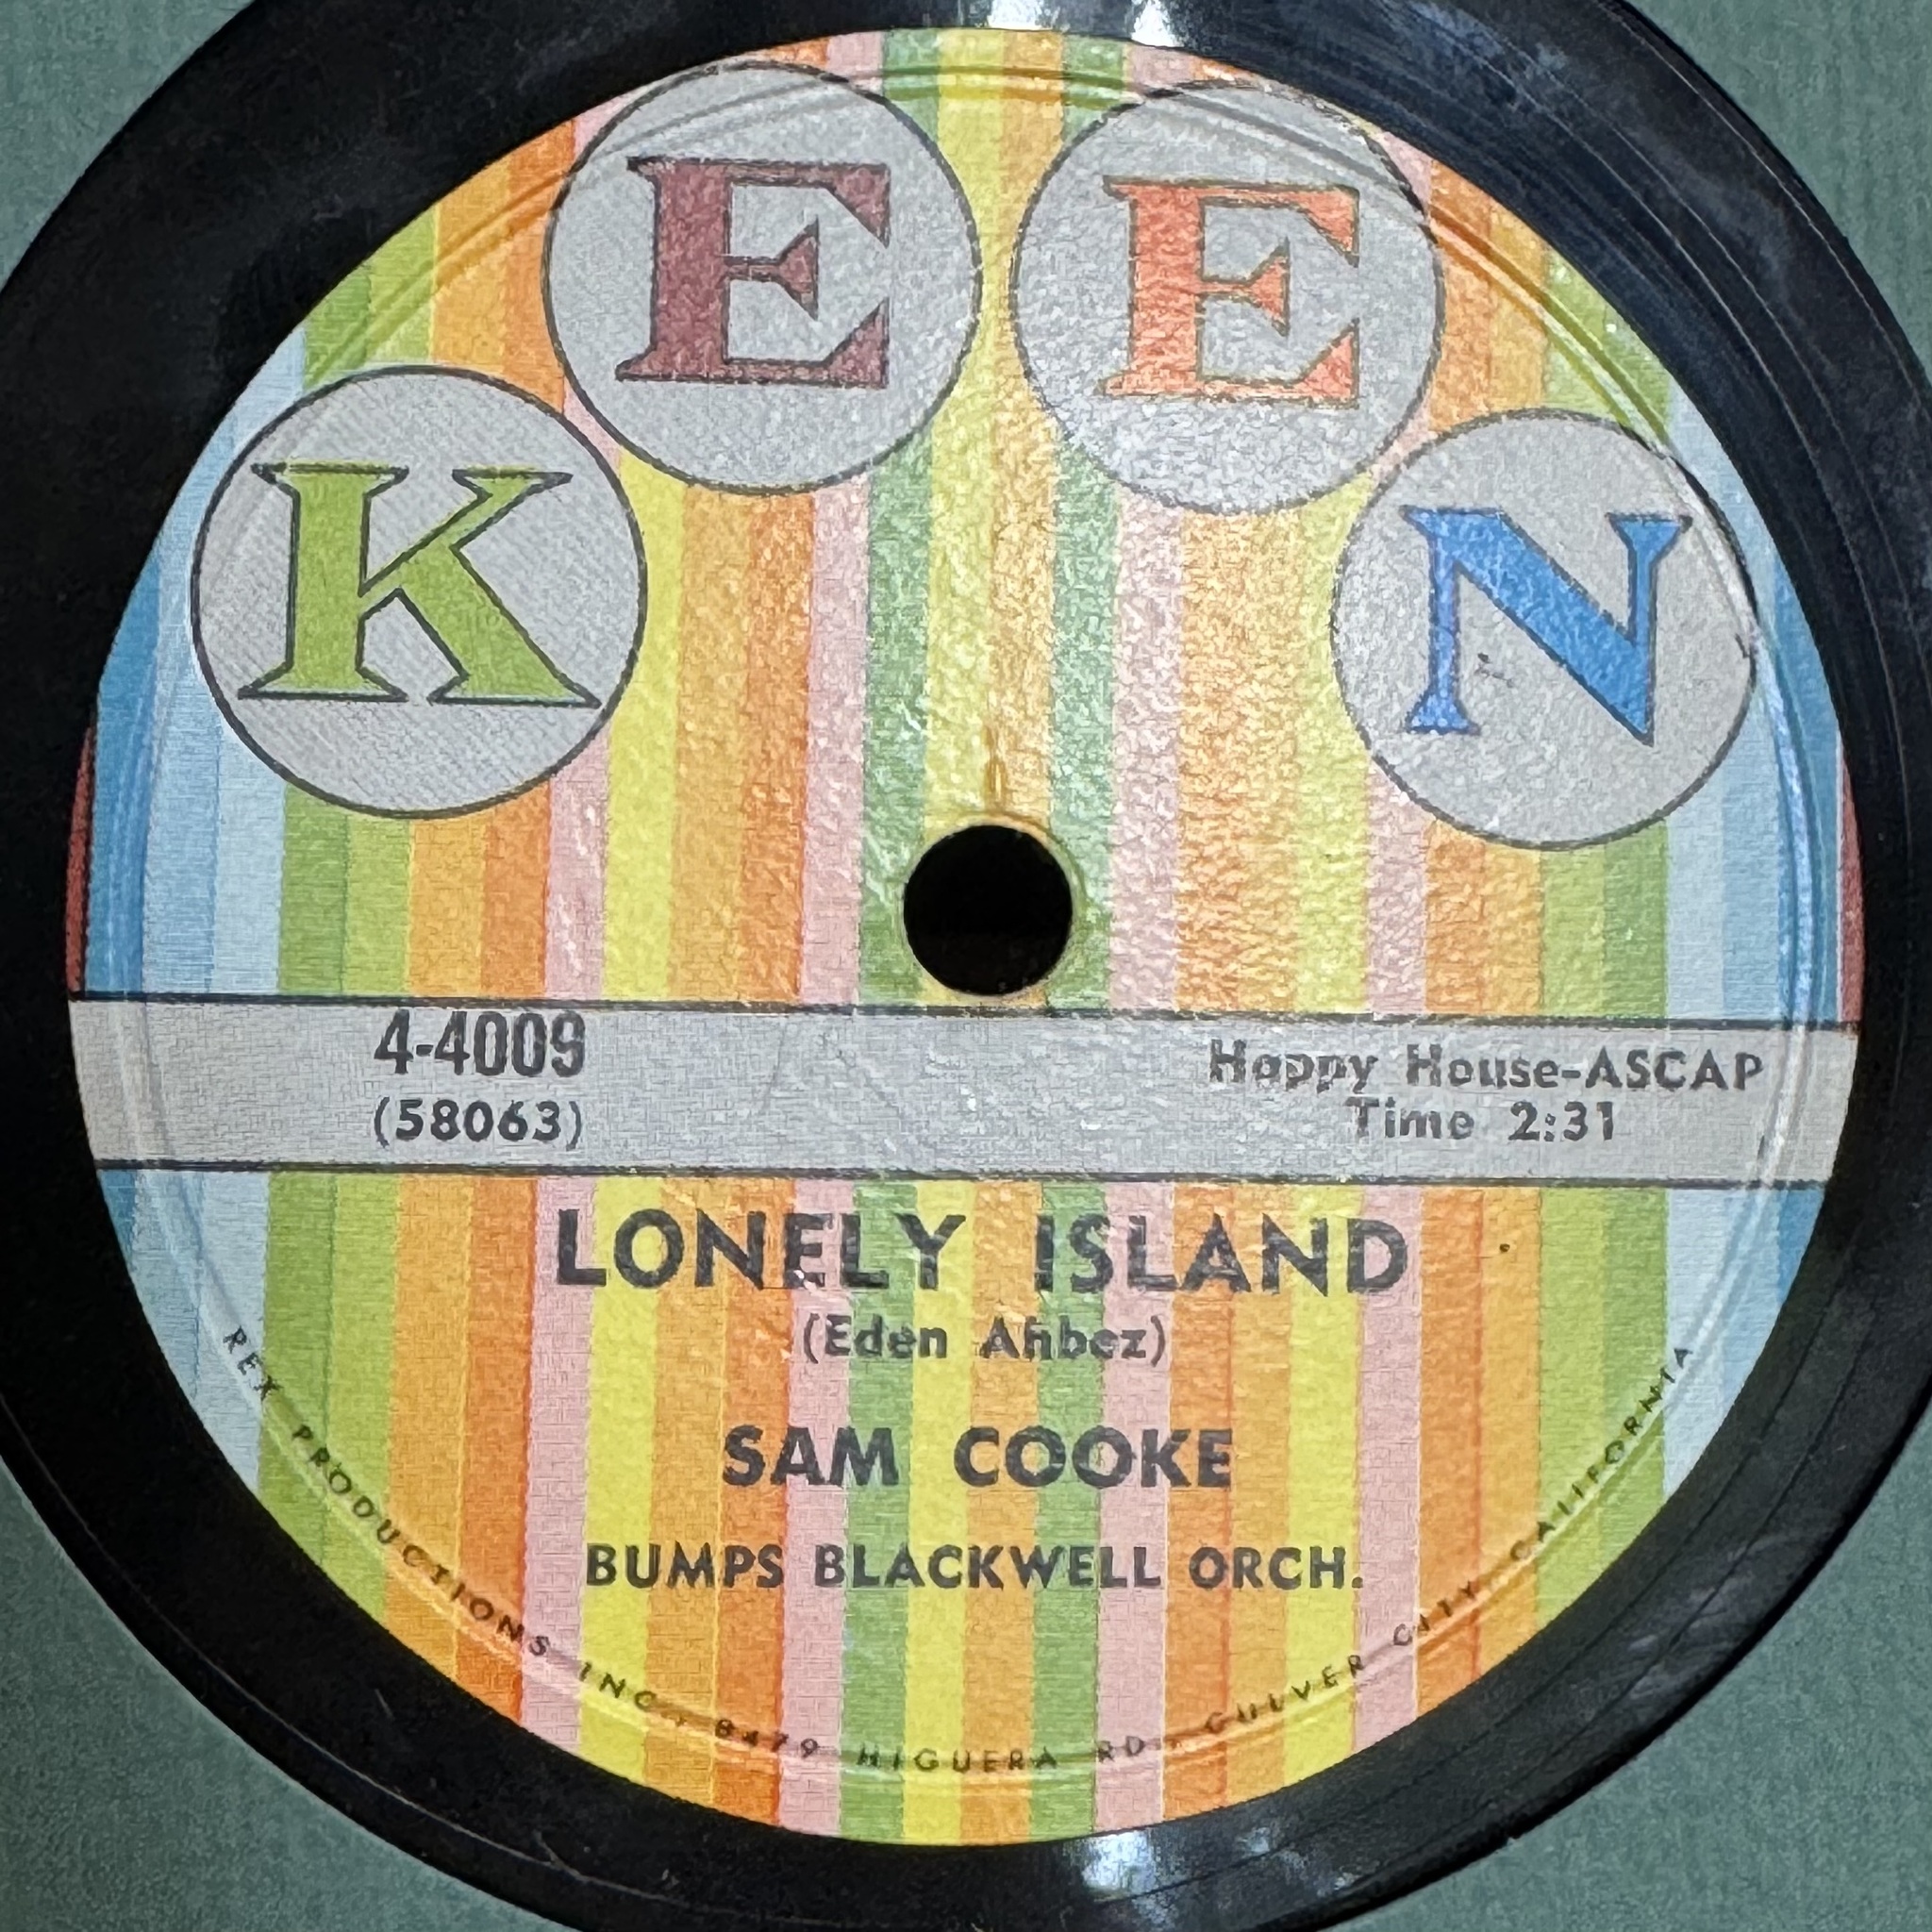 KEEN
4-4009
(58063)
Happy House-ASCAP
Time 2:31
LONELY ISLAND
(Eden Ahbez)
SAM COOKE
BUMPS BLACKWELL ORCH.
REX PRODUCTIONS INC., 8479 HIGUERA RD., CULVER CITY CALIFORNIA